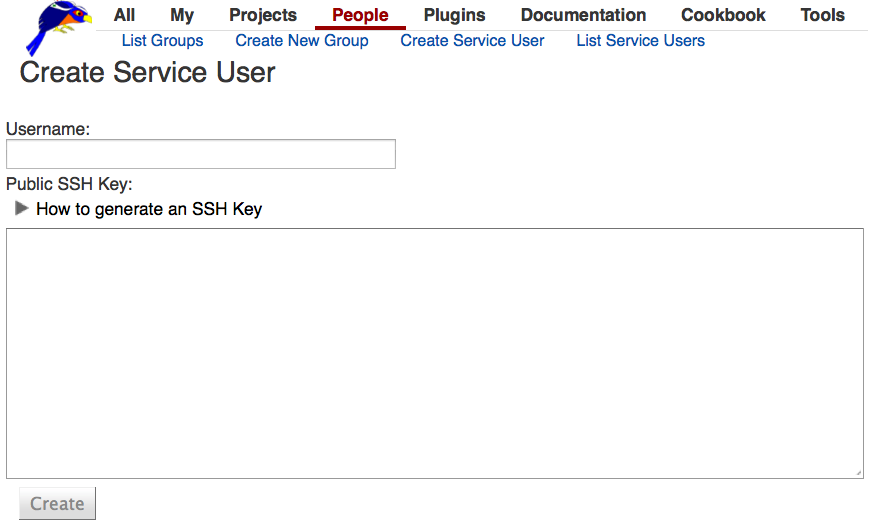 All My Projects People Plugins Documentation Cookbook Tools
List Groups Create New Group Create Service User List Service Users
Create Service User
Username:
Public SSH Key:
How to generate an SSH Key
Create